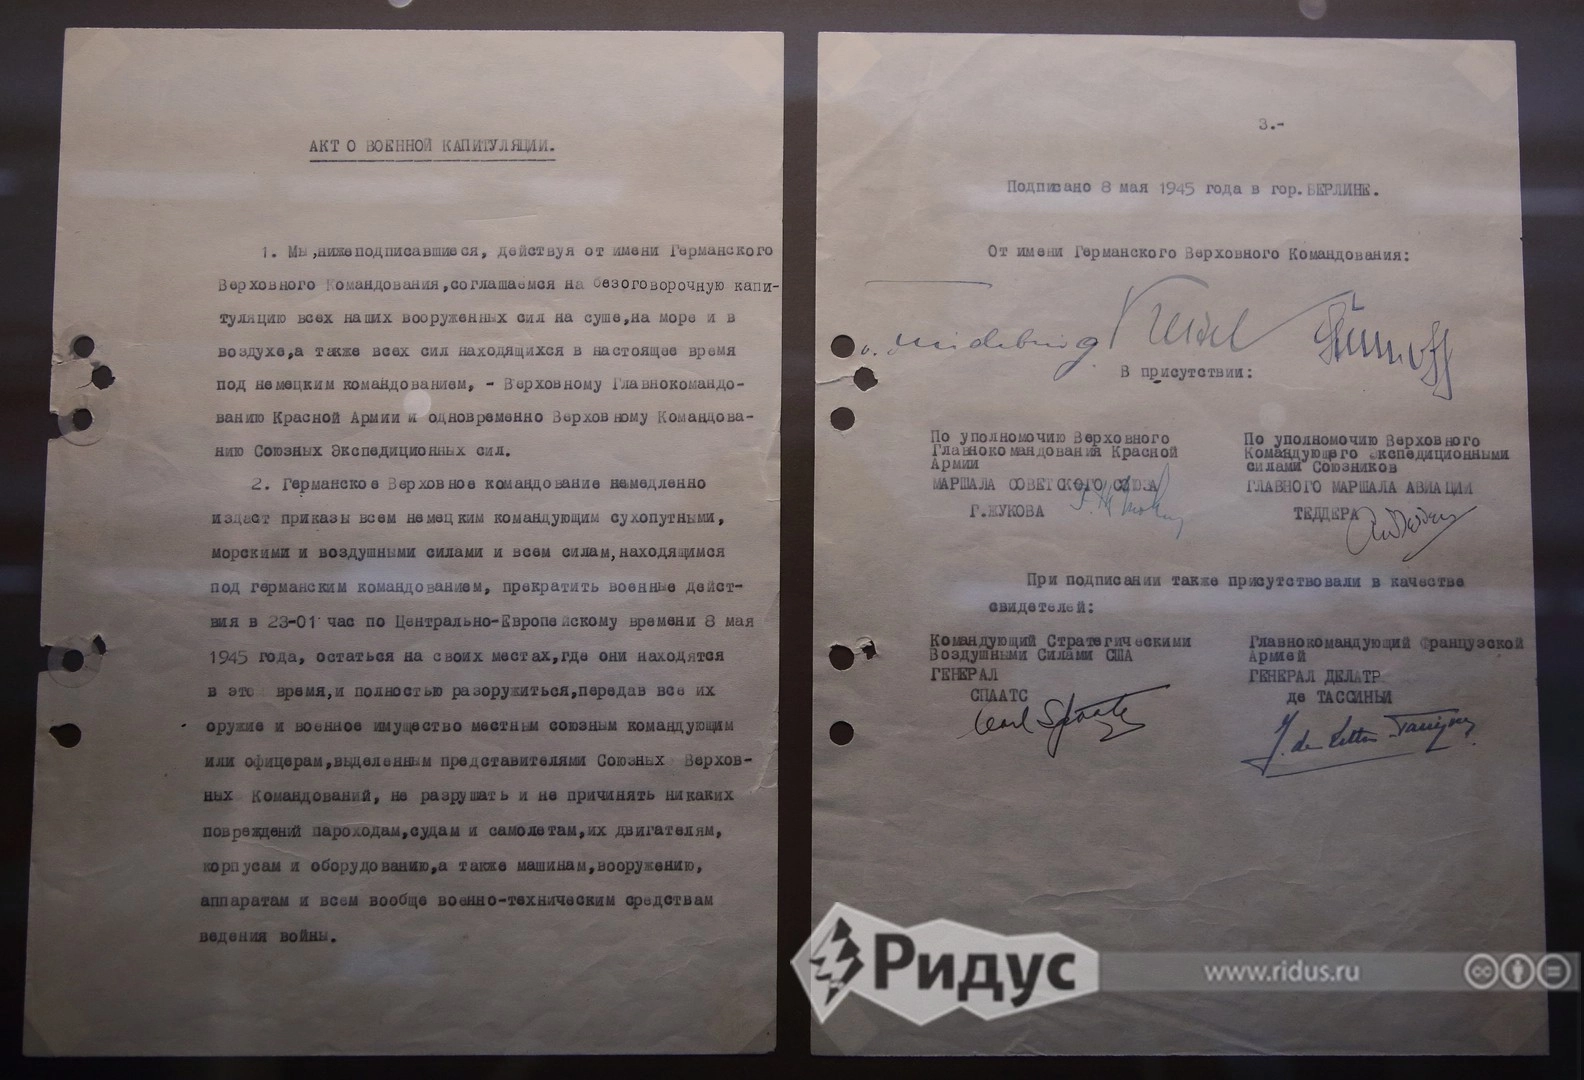 АКТ О ВОЕННОЙ КАПИТУЛЯЦИИ.
1. Мы, нижеподписавшиеся, действуя от имени Германского
Верховного Командования, соглашаемся на безоговорочную капи-
туляцию всех наших вооруженных сил на суше, на море и в
воздухе, а также всех сил находящихся в настоящее время
под немецким командованием, - Верховному Главнокомандо-
ванию Красной Армии и одновременно Верховному Командова-
нию Союзных Экспедиционных сил.
2. Германское Верховное командование немедленно
издаст приказы всем немецким командующим сухопутными,
морскими и воздушными силами и всем силам, находящимся
под германским командованием, прекратить военные дейст-
вия в 23-01 час по Центрально-Европейскому времени 8 мая
1945 года, остаться на своих местах, где они находятся
в это время, и полностью разоружиться, передав все их
оружие и военное имущество местным союзным командующим
или офицерам, выделенным представителями Союзных Верхов-
ных Командований, не разрушать и не причинять никаких
повреждений пароходам, судам и самолетам, их двигателям,
корпусам и оборудованию, а также машинам, вооружению,
аппаратам и всем вообще военно-техническим средствам
ведения войны.
3.-
Подписано 8 мая 1945 года в гор. БЕРЛИНЕ.
От имени Германского Верховного Командования:
Keitel
В присутствии:
По уполномочию Верховного
Главнокомандования Красной
Армии
МАРШАЛА СОВЕТСКОГО СОЮЗА
Г. ЖУКОВА
По уполномочию Верховного
Командующего экспедиционными
силами Союзников
ГЛАВНОГО МАРШАЛА АВИАЦИИ
ТЕДДЕРА
При подписании также присутствовали в качестве
свидетелей:
Командующий Стратегическими
Воздушными Силами США
ГЕНЕРАЛ
СПААТС
Carl Spaatz
Главнокомандующий Французской
Армией
ГЕНЕРАЛ ДЕЛАТР
де ТАССИНЬИ
Ридус
www.ridus.ru
cc